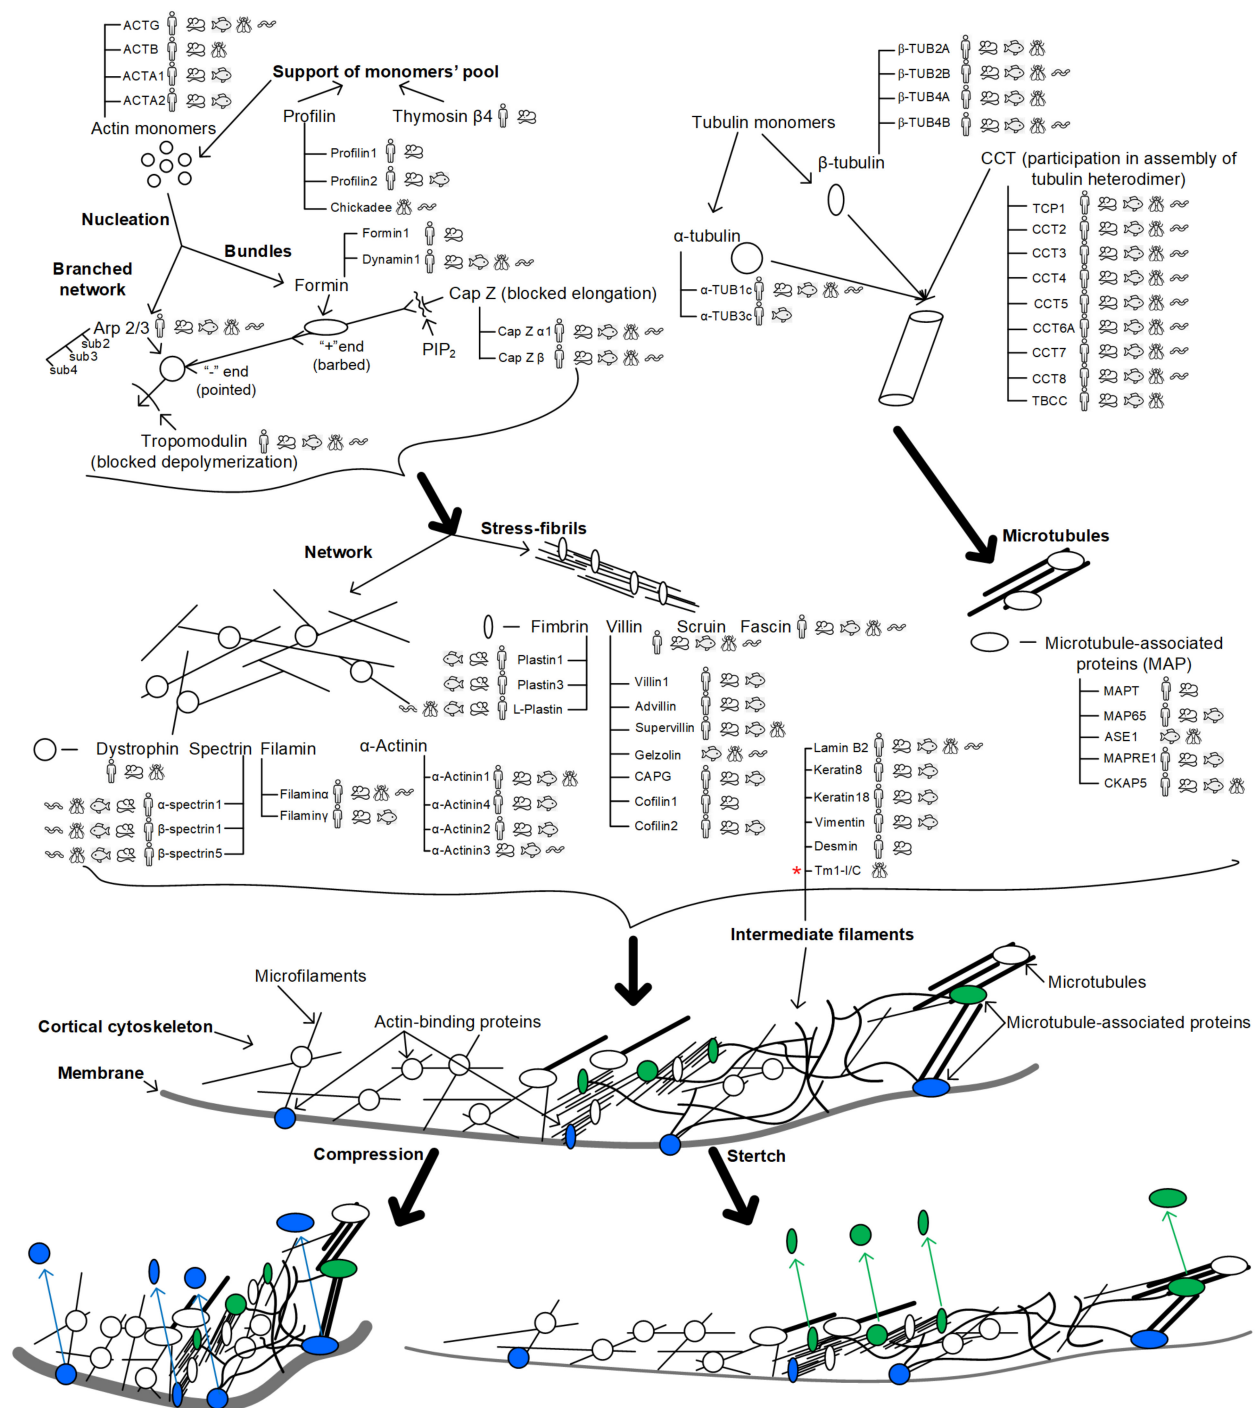 ACTG
ACTB
ACTA1
ACTA2
Actin monomers
Support of monomers' pool
Profilin
Thymosin β4
Profilin1
Profilin2
Chickadee
Nucleation
Bundles
Formin1
Dynamin1
Formin
Branched
network
Arp 2/3
sub2
sub3
sub4
"-" end
(pointed)
"+"end
(barbed)
PIP2
Cap Z (blocked elongation)
Cap Z α1
Cap Z β
Tropomodulin
(blocked depolymerization)
Tubulin monomers
β-TUB2A
β-TUB2B
β-TUB4A
β-TUB4B
β-tubulin
α-tubulin
α-TUB1c
α-TUB3c
CCT (participation in assembly of
tubulin heterodimer)
TCP1
CCT2
CCT3
CCT4
CCT5
CCT6A
CCT7
CCT8
TBCC
Network
Stress-fibrils
Microtubules
Fimbrin
Villin
Scruin
Fascin
Plastin1
Plastin3
L-Plastin
Villin1
Advillin
Supervillin
Gelzolin
CAPG
Cofilin1
Cofilin2
Microtubule-associated
proteins (MAP)
MAPT
MAP65
ASE1
MAPRE1
CKAP5
Dystrophin
Spectrin
Filamin
α-Actinin
α-spectrin1
β-spectrin1
β-spectrin5
Filaminα
Filaminγ
α-Actinin1
α-Actinin4
α-Actinin2
α-Actinin3
Lamin B2
Keratin8
Keratin18
Vimentin
Desmin
* Tm1-I/C
Intermediate filaments
Microfilaments
Cortical cytoskeleton
Actin-binding proteins
Membrane
Microtubules
Microtubule-associated proteins
Compression
Stertch